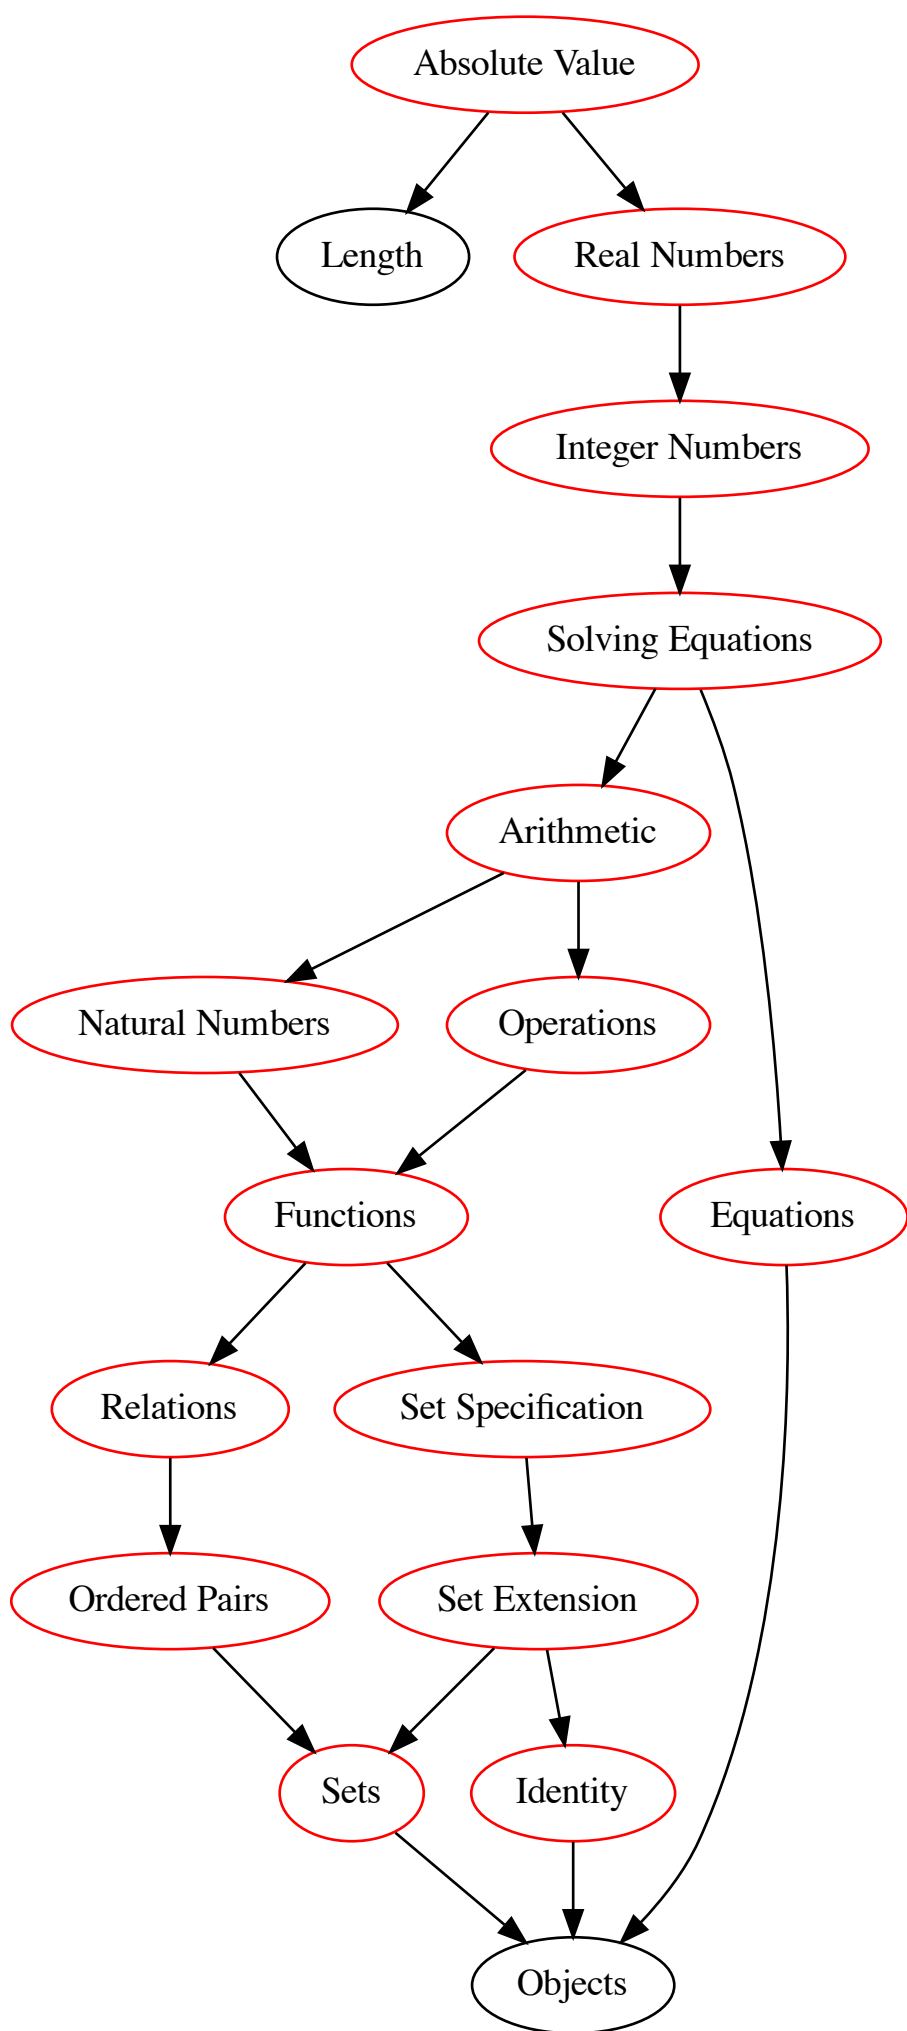 Absolute Value
Length
Real Numbers
Integer Numbers
Solving Equations
Arithmetic
Natural Numbers
Operations
Functions
Equations
Relations
Set Specification
Ordered Pairs
Set Extension
Sets
Identity
Objects